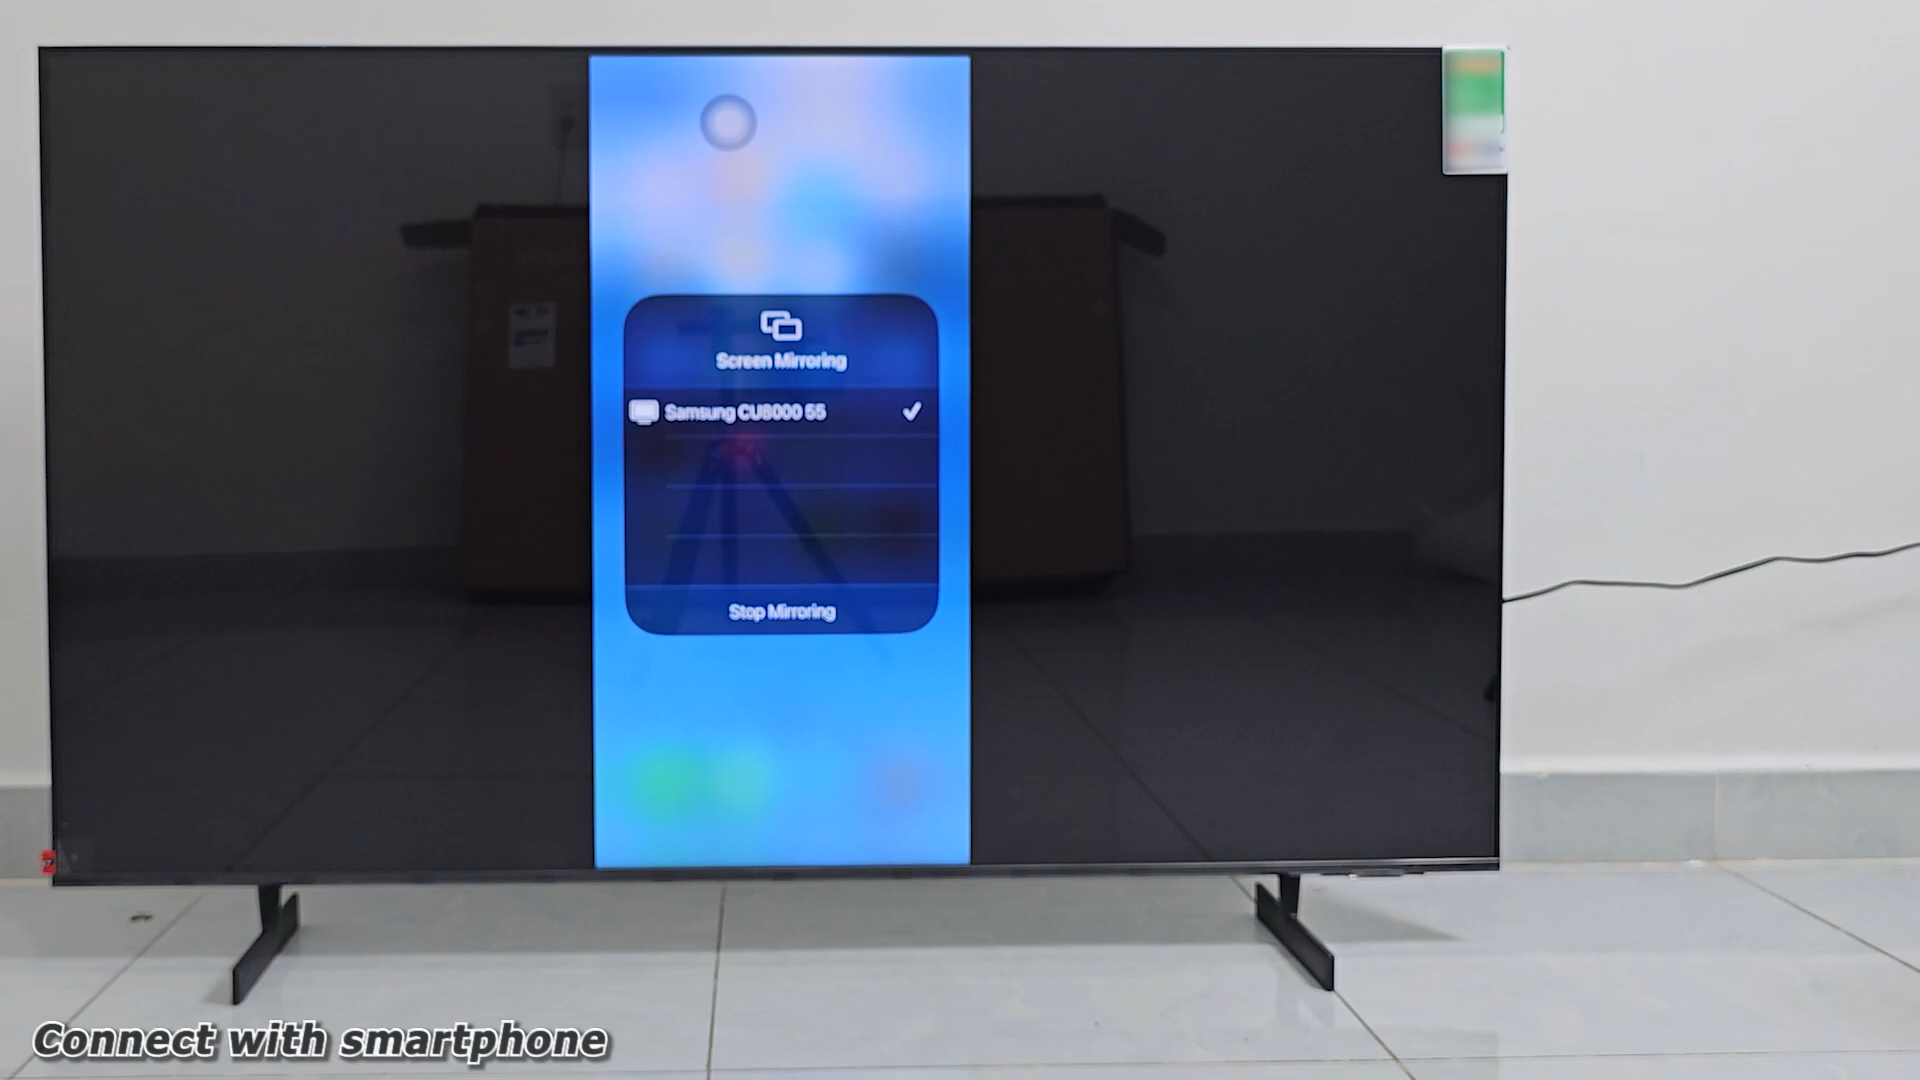 Screen Mirroring
Samsung CU8000 55
Stop Mirroring
Connect with smartphone